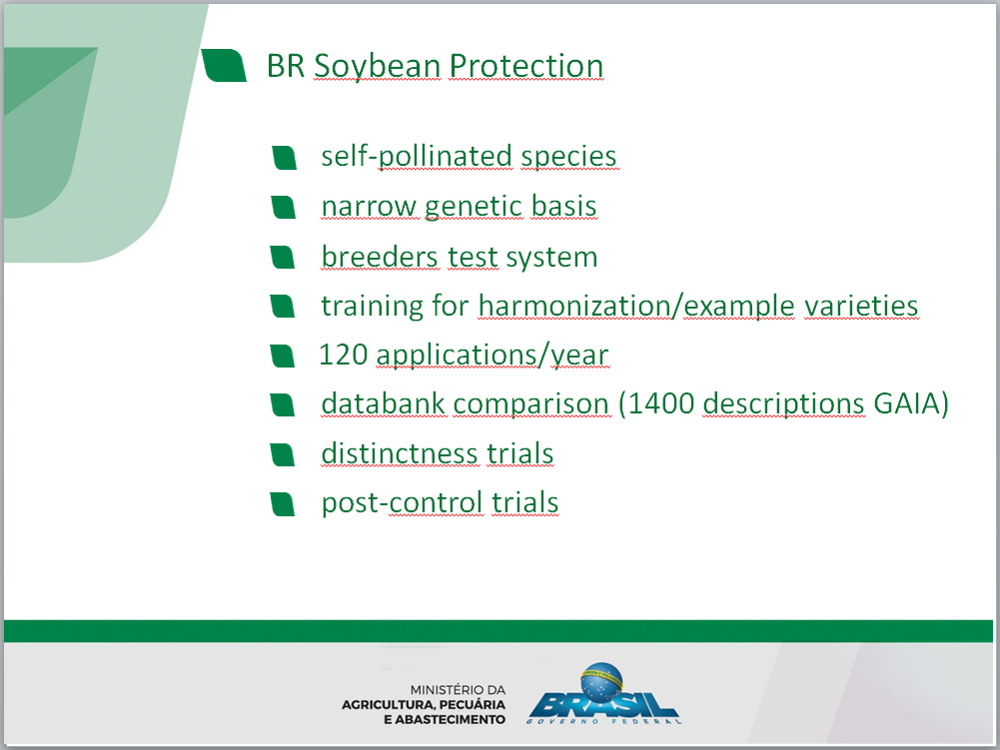 BR Soybean Protection
self-pollinated species
narrow genetic basis
breeders test system
training for harmonization/example varieties
120 applications/year
databank comparison (1400 descriptions GAIA)
distinctness trials
post-control trials
MINISTÉRIO DA
AGRICULTURA, PECUÁRIA
E ABASTECIMENTO
BRASIL
GOVERNO FEDERAL